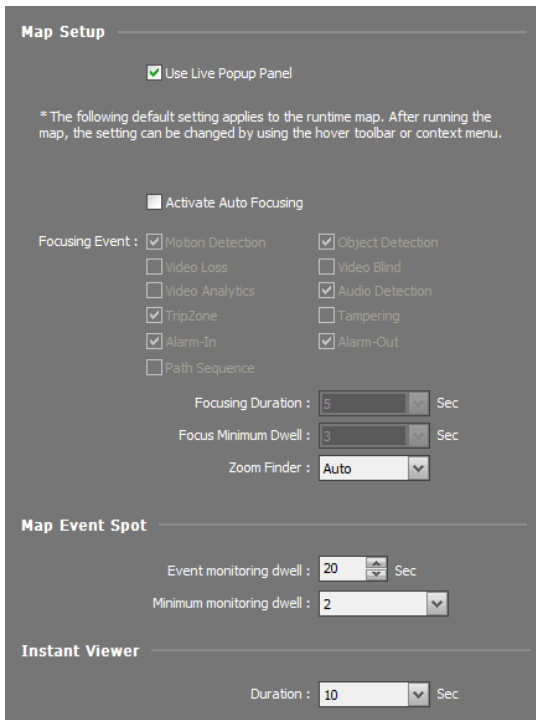 Map Setup
Use Live Popup Panel
* The following default setting applies to the runtime map. After running the
map, the setting can be changed by using the hover toolbar or context menu.
Activate Auto Focusing
Focusing Event : Motion Detection Object Detection
Video Loss Video Blind
Video Analytics Audio Detection
TripZone Tampering
Alarm-In Alarm-Out
Path Sequence
Focusing Duration : 5 Sec
Focus Minimum Dwell : 3 Sec
Zoom Finder : Auto
Map Event Spot
Event monitoring dwell : 20 Sec
Minimum monitoring dwell : 2
Instant Viewer
Duration : 10 Sec